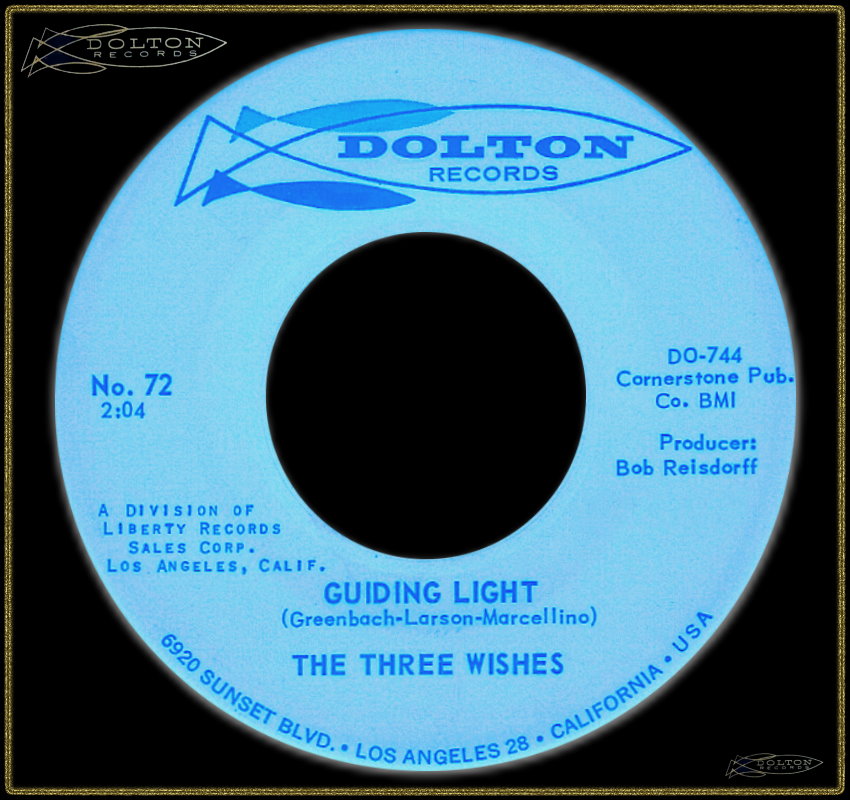 DOLTON
RECORDS
DOLTON
RECORDS
No. 72
2:04
DO-744
Cornerstone Pub.
Co. BMI
Producer:
Bob Reisdorff
A DIVISION OF
LIBERTY RECORDS
SALES CORP.
LOS ANGELES, CALIF.
GUIDING LIGHT
(Greenbach-Larson-Marcellino)
THE THREE WISHES
6920 SUNSET BLVD. • LOS ANGELES 28 • CALIFORNIA • USA
DOLTON
RECORDS